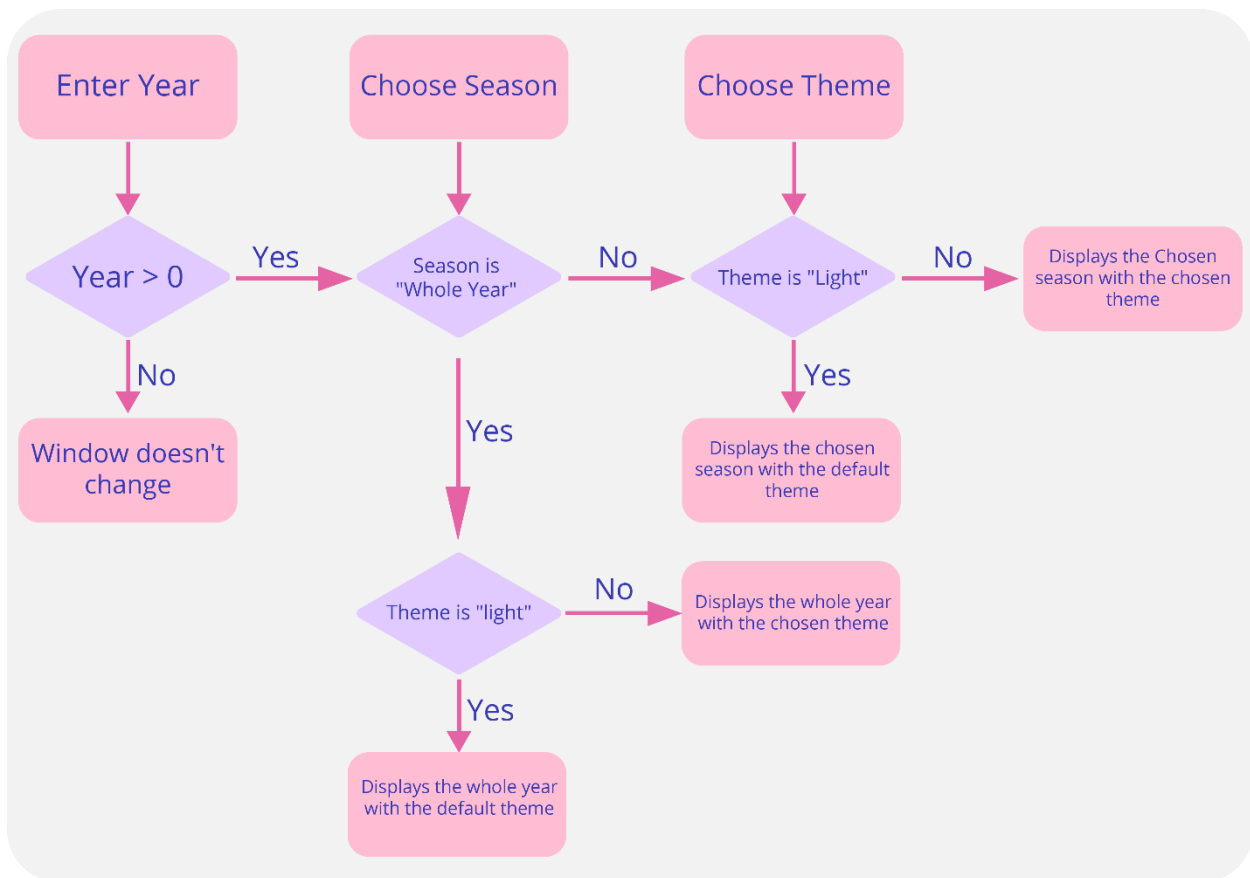 Enter Year
Choose Season
Choose Theme
Year > 0
Yes
Season is
"Whole Year"
No
Theme is "Light"
No
Displays the Chosen
season with the chosen
theme
No
Window doesn't
change
Yes
Yes
Displays the chosen
season with the default
theme
Theme is "light"
No
Displays the whole year
with the chosen theme
Yes
Displays the whole year
with the default theme